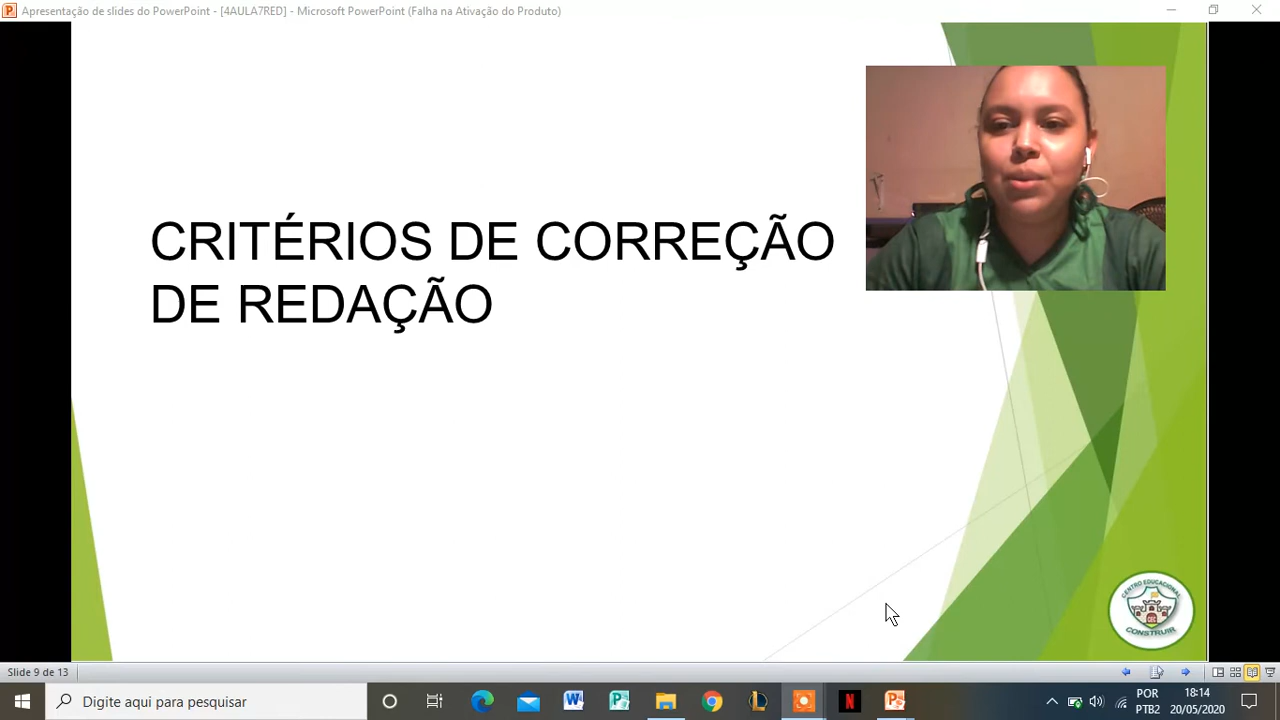 Apresentação de slides do PowerPoint - [4AULA7RED] - Microsoft PowerPoint (Falha na Ativação do Produto)
CRITÉRIOS DE CORREÇÃO
DE REDAÇÃO
CENTRO EDUCACIONAL
CEC
CONSTRUIR
Slide 9 de 13
Digite aqui para pesquisar
POR
PTB2
18:14
20/05/2020